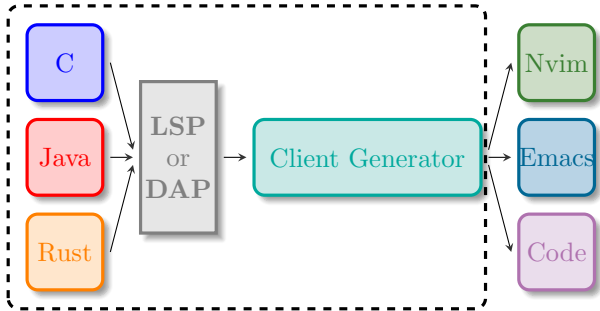 C
Java
Rust
LSP
or
DAP
Client Generator
Nvim
Emacs
Code